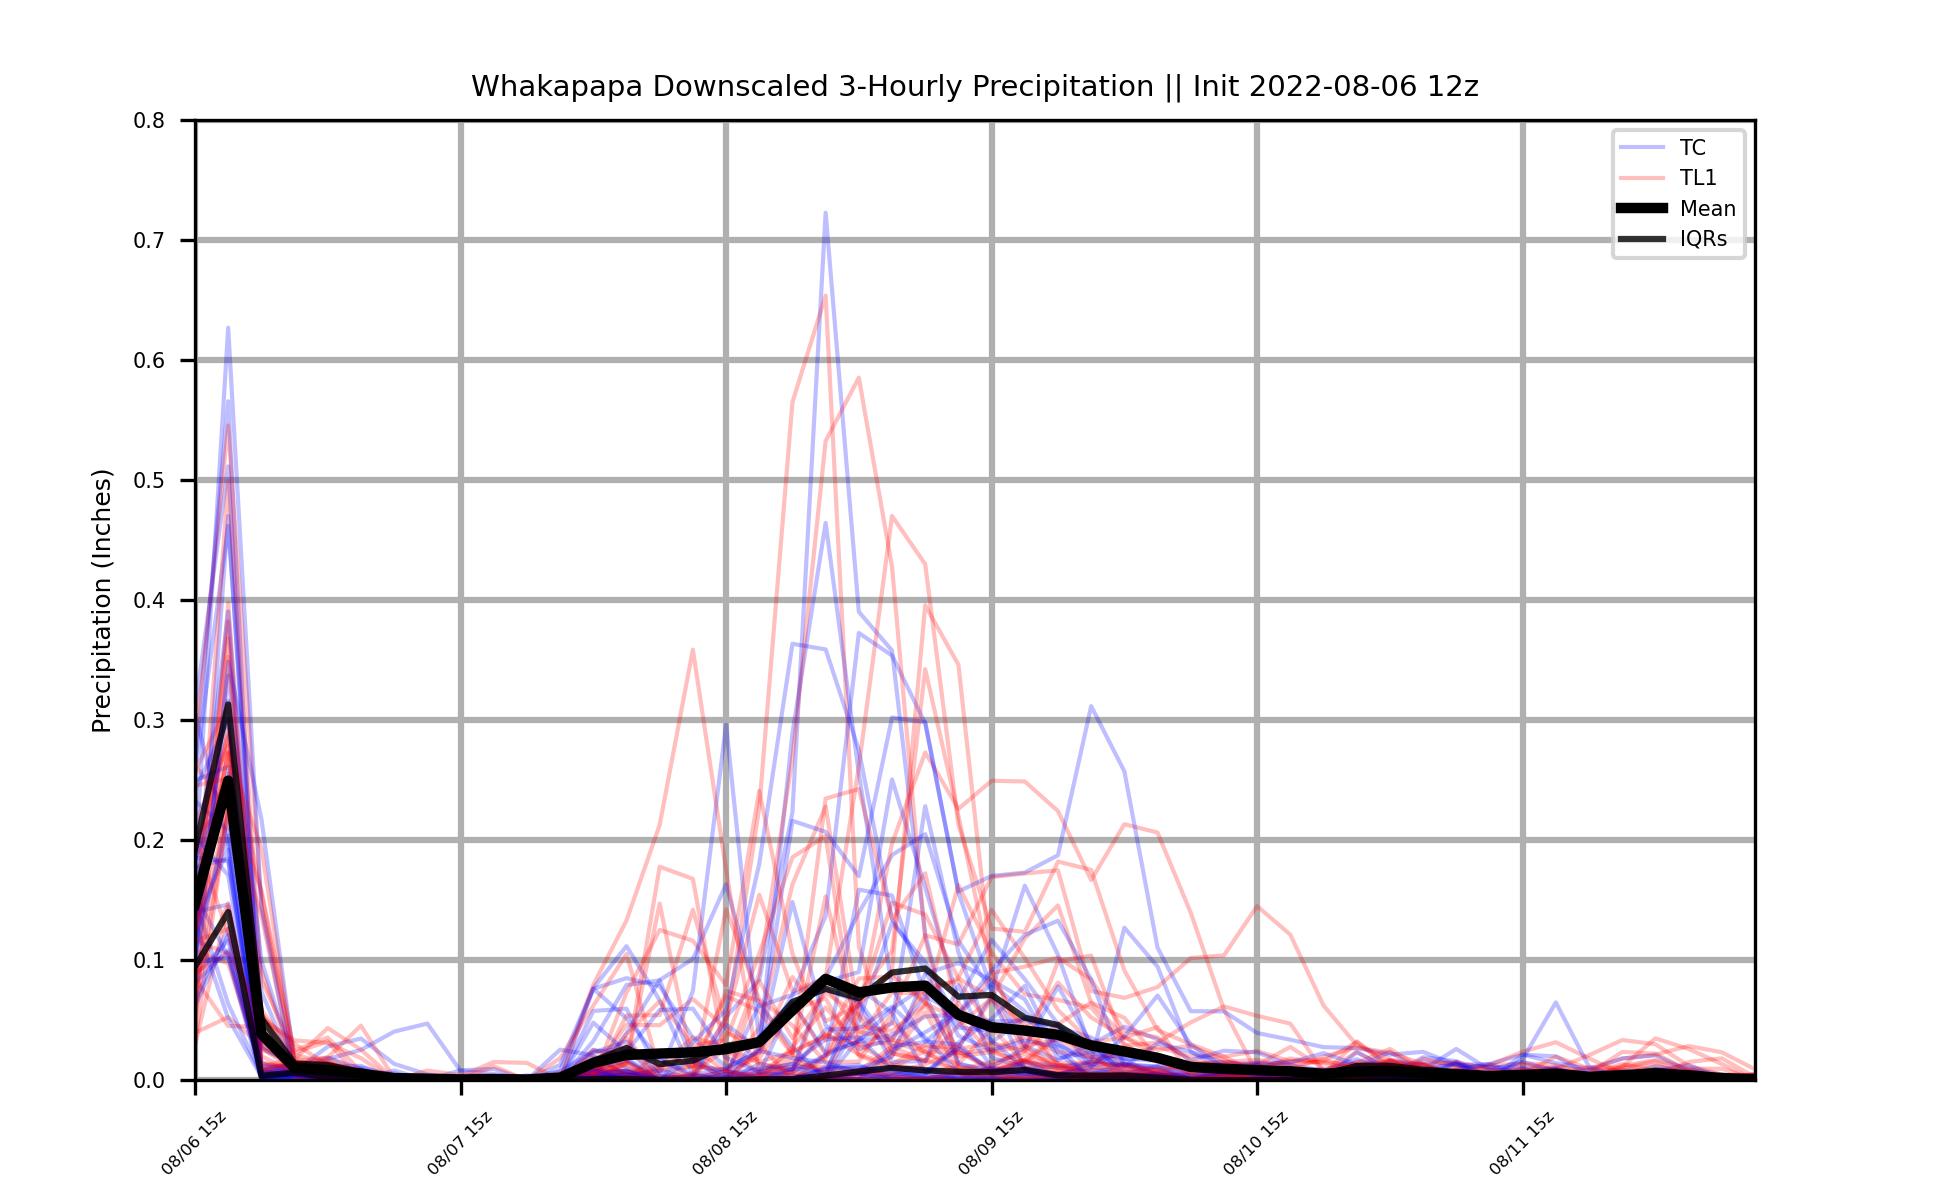 Whakapapa Downscaled 3-Hourly Precipitation || Init 2022-08-06 12z
Precipitation (Inches)
0.8
0.7
0.6
0.5
0.4
0.3
0.2
0.1
0.0
TC
TL1
Mean
IQRs
08/06 15z
08/07 15z
08/08 15z
08/09 15z
08/10 15z
08/11 15z